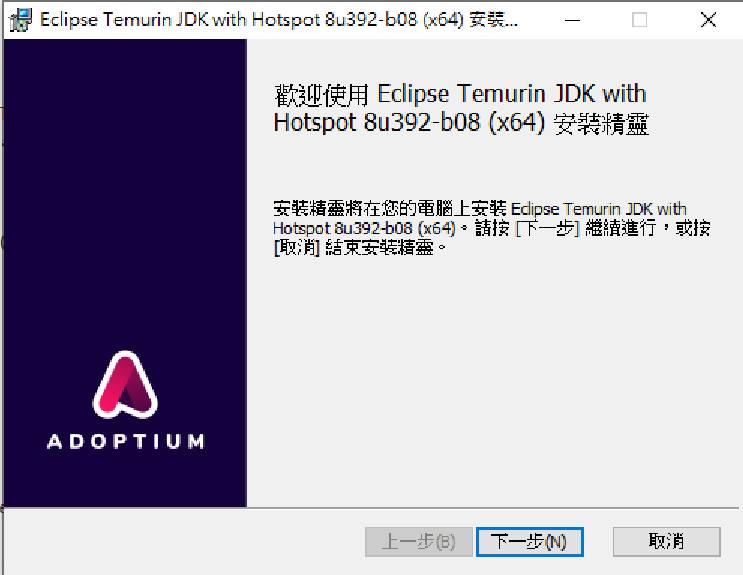 Eclipse Temurin JDK with Hotspot 8u392-b08 (x64) 安裝...
歡迎使用 Eclipse Temurin JDK with
Hotspot 8u392-b08 (x64) 安裝精靈
安裝精靈將在您的電腦上安裝 Eclipse Temurin JDK with
Hotspot 8u392-b08 (x64)。請按 [下一步] 繼續進行，或按
[取消] 結束安裝精靈。
ADOPTIUM
上一步(B)
下一步(N)
取消